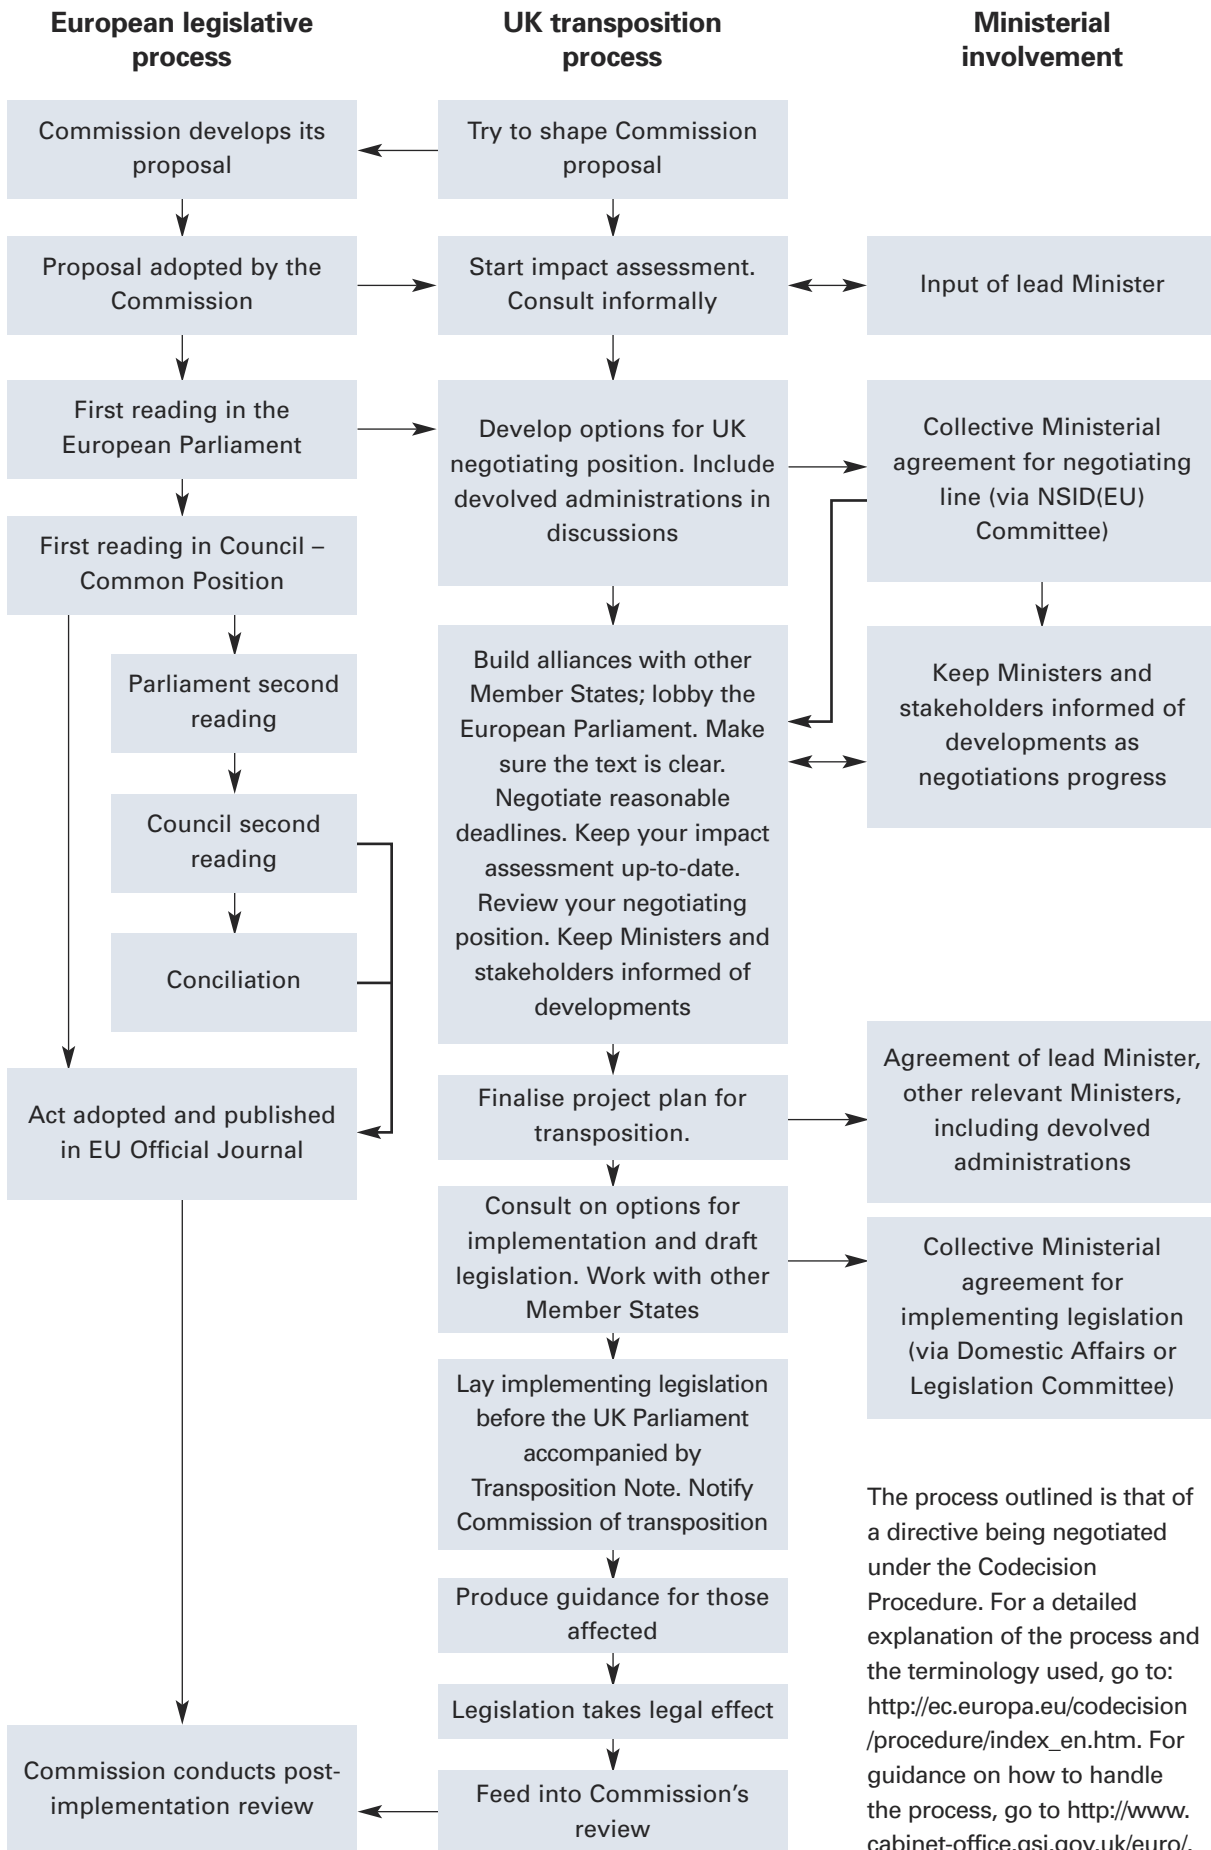 European legislative
process
UK transposition
process
Ministerial
involvement
Commission develops its
proposal
Try to shape Commission
proposal
Proposal adopted by the
Commission
Start impact assessment.
Consult informally
Input of lead Minister
First reading in the
European Parliament
Develop options for UK
negotiating position. Include
devolved administrations in
discussions
Collective Ministerial
agreement for negotiating
line (via NSID(EU)
Committee)
First reading in Council –
Common Position
Parliament second
reading
Council second
reading
Conciliation
Build alliances with other
Member States; lobby the
European Parliament. Make
sure the text is clear.
Negotiate reasonable
deadlines. Keep your impact
assessment up-to-date.
Review your negotiating
position. Keep Ministers and
stakeholders informed of
developments
Keep Ministers and
stakeholders informed of
developments as
negotiations progress
Act adopted and published
in EU Official Journal
Finalise project plan for
transposition.
Agreement of lead Minister,
other relevant Ministers,
including devolved
administrations
Consult on options for
implementation and draft
legislation. Work with other
Member States
Collective Ministerial
agreement for
implementing legislation
(via Domestic Affairs or
Legislation Committee)
Lay implementing legislation
before the UK Parliament
accompanied by
Transposition Note. Notify
Commission of transposition
Produce guidance for those
affected
Legislation takes legal effect
Commission conducts post-
implementation review
Feed into Commission's
review
The process outlined is that of
a directive being negotiated
under the Codecision
Procedure. For a detailed
explanation of the process and
the terminology used, go to:
http://ec.europa.eu/codecision
/procedure/index_en.htm. For
guidance on how to handle
the process, go to http://www.
cabinet-office.gsi.gov.uk/euro/.